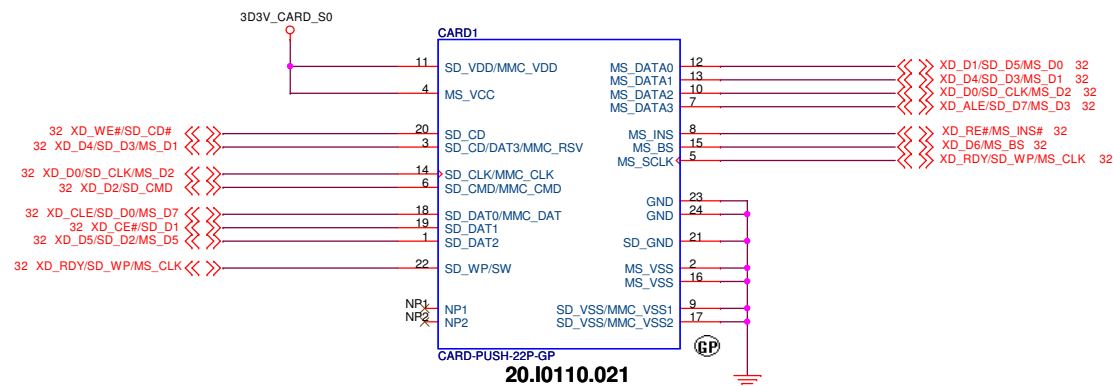 3D3V_CARD_S0
CARD1
11 SD_VDD/MMC_VDD MS_DATA0 12 XD_D1/SD_D5/MS_D0 32
MS_DATA1 13 XD_D4/SD_D3/MS_D1 32
4 MS_VCC MS_DATA2 10 XD_D0/SD_CLK/MS_D2 32
MS_DATA3 7 XD_ALE/SD_D7/MS_D3 32
32 XD_WE#/SD_CD# 20 SD_CD MS_INS 8 XD_RE#/MS_INS# 32
32 XD_D4/SD_D3/MS_D1 3 SD_CD/DAT3/MMC_RSV MS_BS 15 XD_D6/MS_BS 32
MS_SCLK 5 XD_RDY/SD_WP/MS_CLK 32
32 XD_D0/SD_CLK/MS_D2 14 SD_CLK/MMC_CLK
32 XD_D2/SD_CMD 6 SD_CMD/MMC_CMD
GND 23
32 XD_CLE/SD_D0/MS_D7 18 SD_DAT0/MMC_DAT GND 24
32 XD_CE#/SD_D1 19 SD_DAT1
32 XD_D5/SD_D2/MS_D5 1 SD_DAT2 SD_GND 21
32 XD_RDY/SD_WP/MS_CLK 22 SD_WP/SW MS_VSS 2
MS_VSS 16
NP1 NP1 SD_VSS/MMC_VSS1 9
NP2 NP2 SD_VSS/MMC_VSS2 17
GP
CARD-PUSH-22P-GP
20.I0110.021